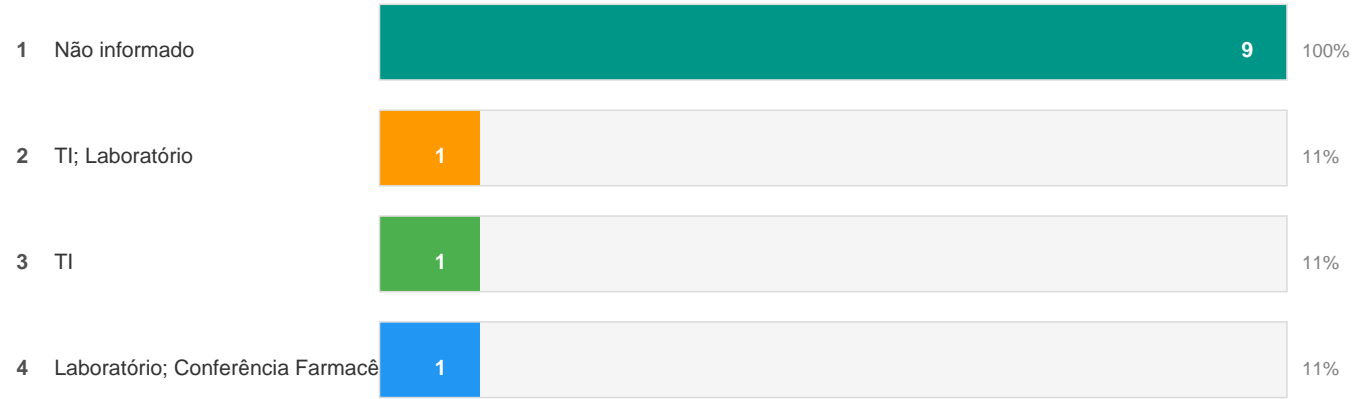 1 Não informado 9 100%
2 TI; Laboratório 1 11%
3 TI 1 11%
4 Laboratório; Conferência Farmacê 1 11%